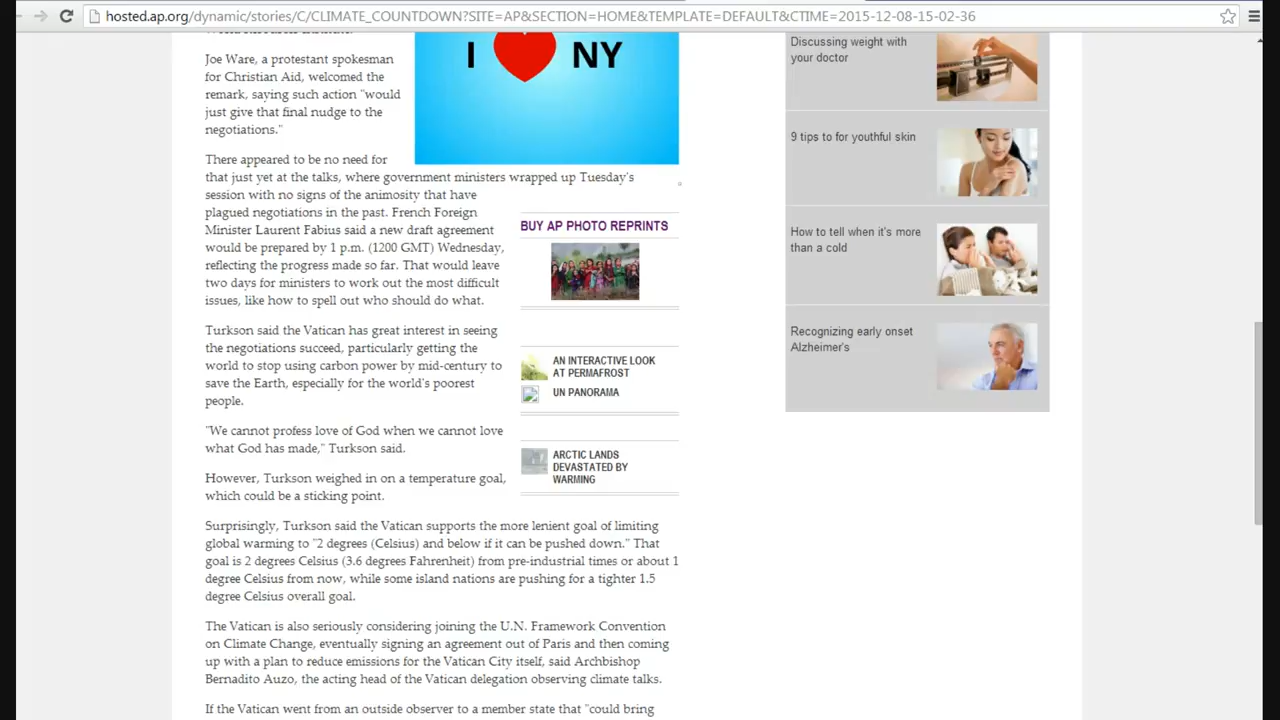 hosted.ap.org/dynamic/stories/C/CLIMATE_COUNTDOWN?SITE=AP&SECTION=HOME&TEMPLATE=DEFAULT&CTIME=2015-12-08-15-02-36
Joe Ware, a protestant spokesman
for Christian Aid, welcomed the
remark, saying such action "would
just give that final nudge to the
negotiations."
There appeared to be no need for
that just yet at the talks, where government ministers wrapped up Tuesday's
session with no signs of the animosity that have
plagued negotiations in the past. French Foreign
Minister Laurent Fabius said a new draft agreement
would be prepared by 1 p.m. (1200 GMT) Wednesday,
reflecting the progress made so far. That would leave
two days for ministers to work out the most difficult
issues, like how to spell out who should do what.
Turkson said the Vatican has great interest in seeing
the negotiations succeed, particularly getting the
world to stop using carbon power by mid-century to
save the Earth, especially for the world's poorest
people.
"We cannot profess love of God when we cannot love
what God has made," Turkson said.
However, Turkson weighed in on a temperature goal,
which could be a sticking point.
Surprisingly, Turkson said the Vatican supports the more lenient goal of limiting
global warming to "2 degrees (Celsius) and below if it can be pushed down." That
goal is 2 degrees Celsius (3.6 degrees Fahrenheit) from pre-industrial times or about 1
degree Celsius from now, while some island nations are pushing for a tighter 1.5
degree Celsius overall goal.
The Vatican is also seriously considering joining the U.N. Framework Convention
on Climate Change, eventually signing an agreement out of Paris and then coming
up with a plan to reduce emissions for the Vatican City itself, said Archbishop
Bernadito Auzo, the acting head of the Vatican delegation observing climate talks.
If the Vatican went from an outside observer to a member state that "could bring
I NY
BUY AP PHOTO REPRINTS
AN INTERACTIVE LOOK
AT PERMAFROST
UN PANORAMA
ARCTIC LANDS
DEVASTATED BY
WARMING
Discussing weight with
your doctor
9 tips to for youthful skin
How to tell when it's more
than a cold
Recognizing early onset
Alzheimer's